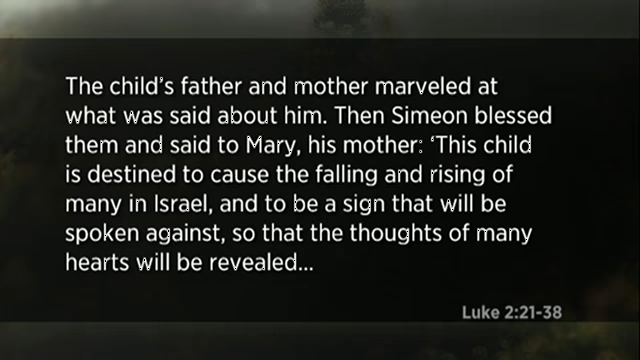 The child's father and mother marveled at
what was said about him. Then Simeon blessed
them and said to Mary, his mother: 'This child
is destined to cause the falling and rising of
many in Israel, and to be a sign that will be
spoken against, so that the thoughts of many
hearts will be revealed...
Luke 2:21-38